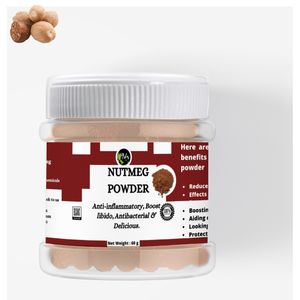 NUTMEG
POWDER
Anti-inflammatory, Boost
libido, Antibacterial &
Delicious.
Net Weight : 60 g
Here are
benefits
powder
• Reduce
• Effects
• Boosting
• Aiding
• Looking
• Protect